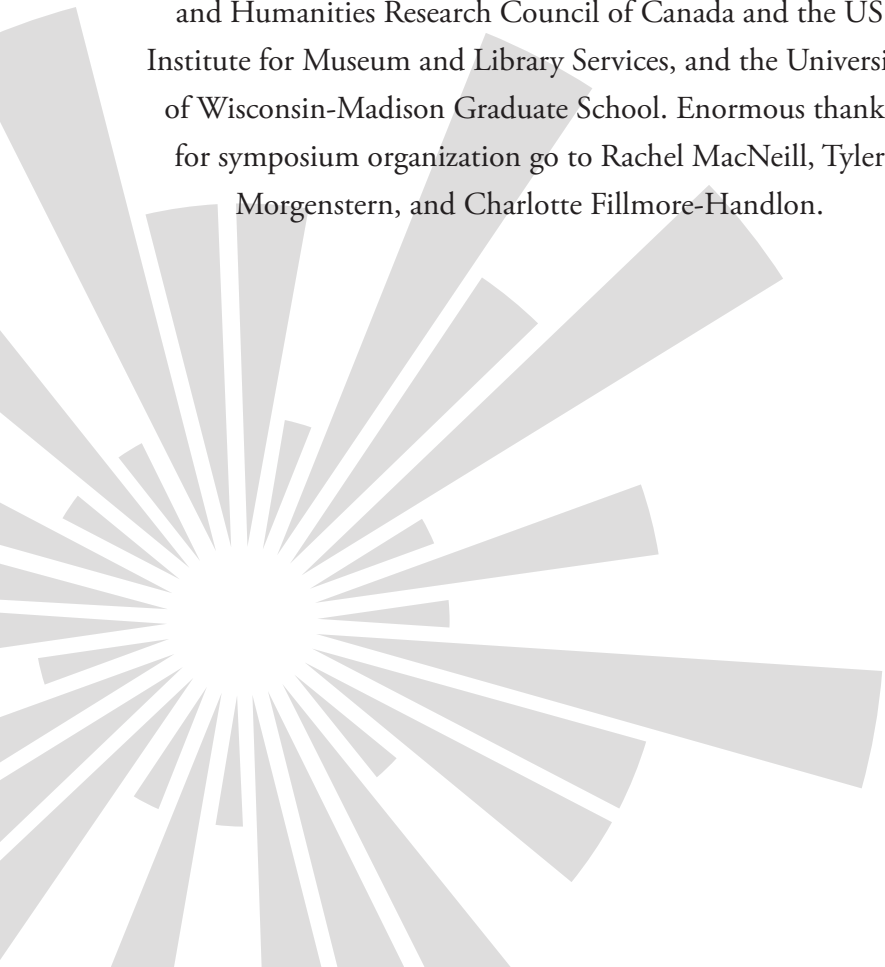 and Humanities Research Council of Canada and the US
Institute for Museum and Library Services, and the Universi
of Wisconsin-Madison Graduate School. Enormous thank
for symposium organization go to Rachel MacNeill, Tyler
Morgenstern, and Charlotte Fillmore-Handlon.